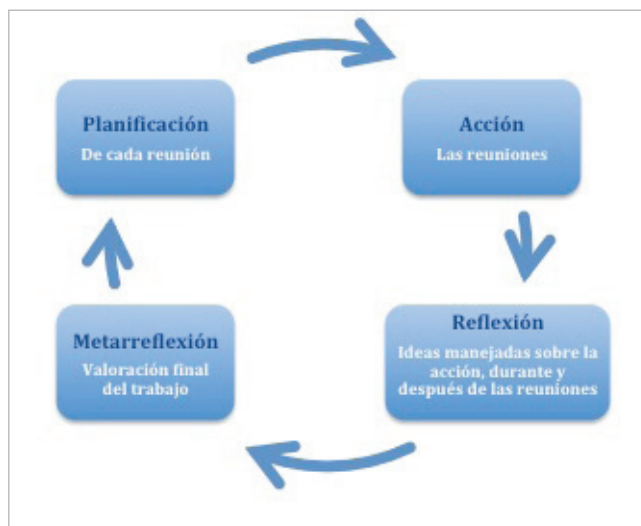 Planificación
De cada reunión
Acción
Las reuniones
Reflexión
Ideas manejadas sobre la
acción, durante y
después de las reuniones
Metarreflexión
Valoración final
del trabajo